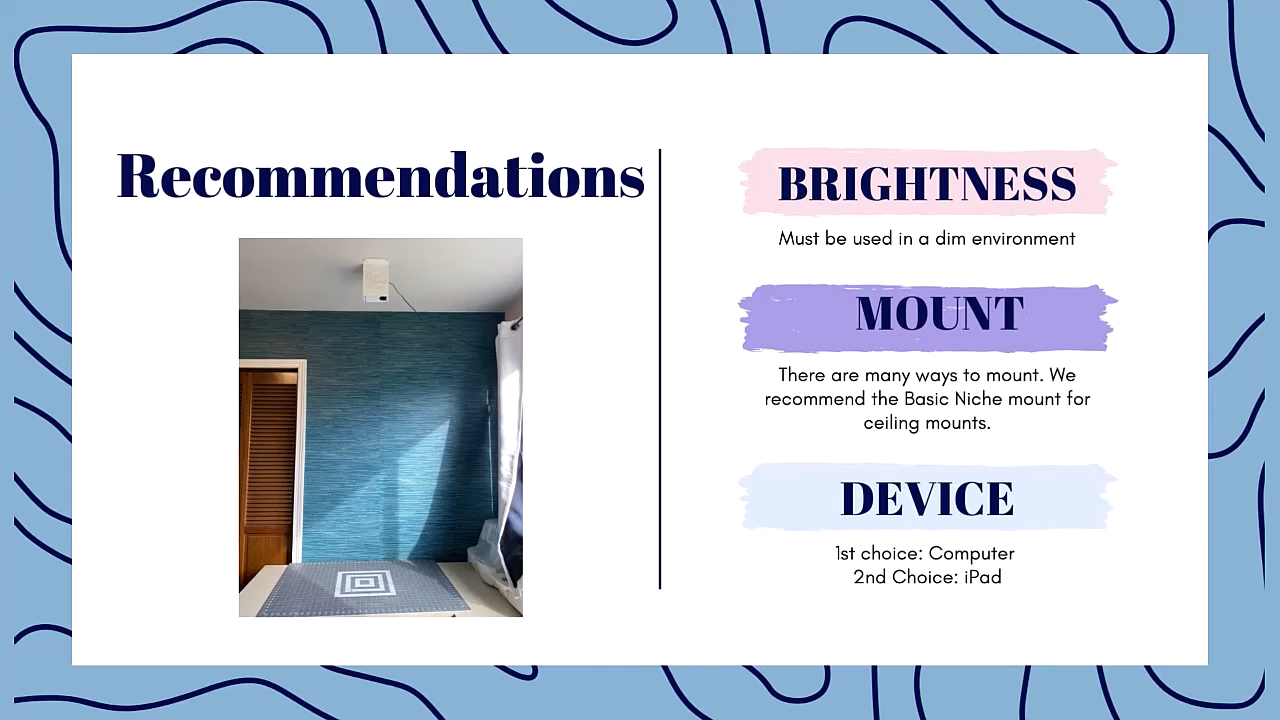 Recommendations
BRIGHTNESS
Must be used in a dim environment
MOUNT
There are many ways to mount. We
recommend the Basic Niche mount for
ceiling mounts.
DEVICE
1st choice: Computer
2nd Choice: iPad